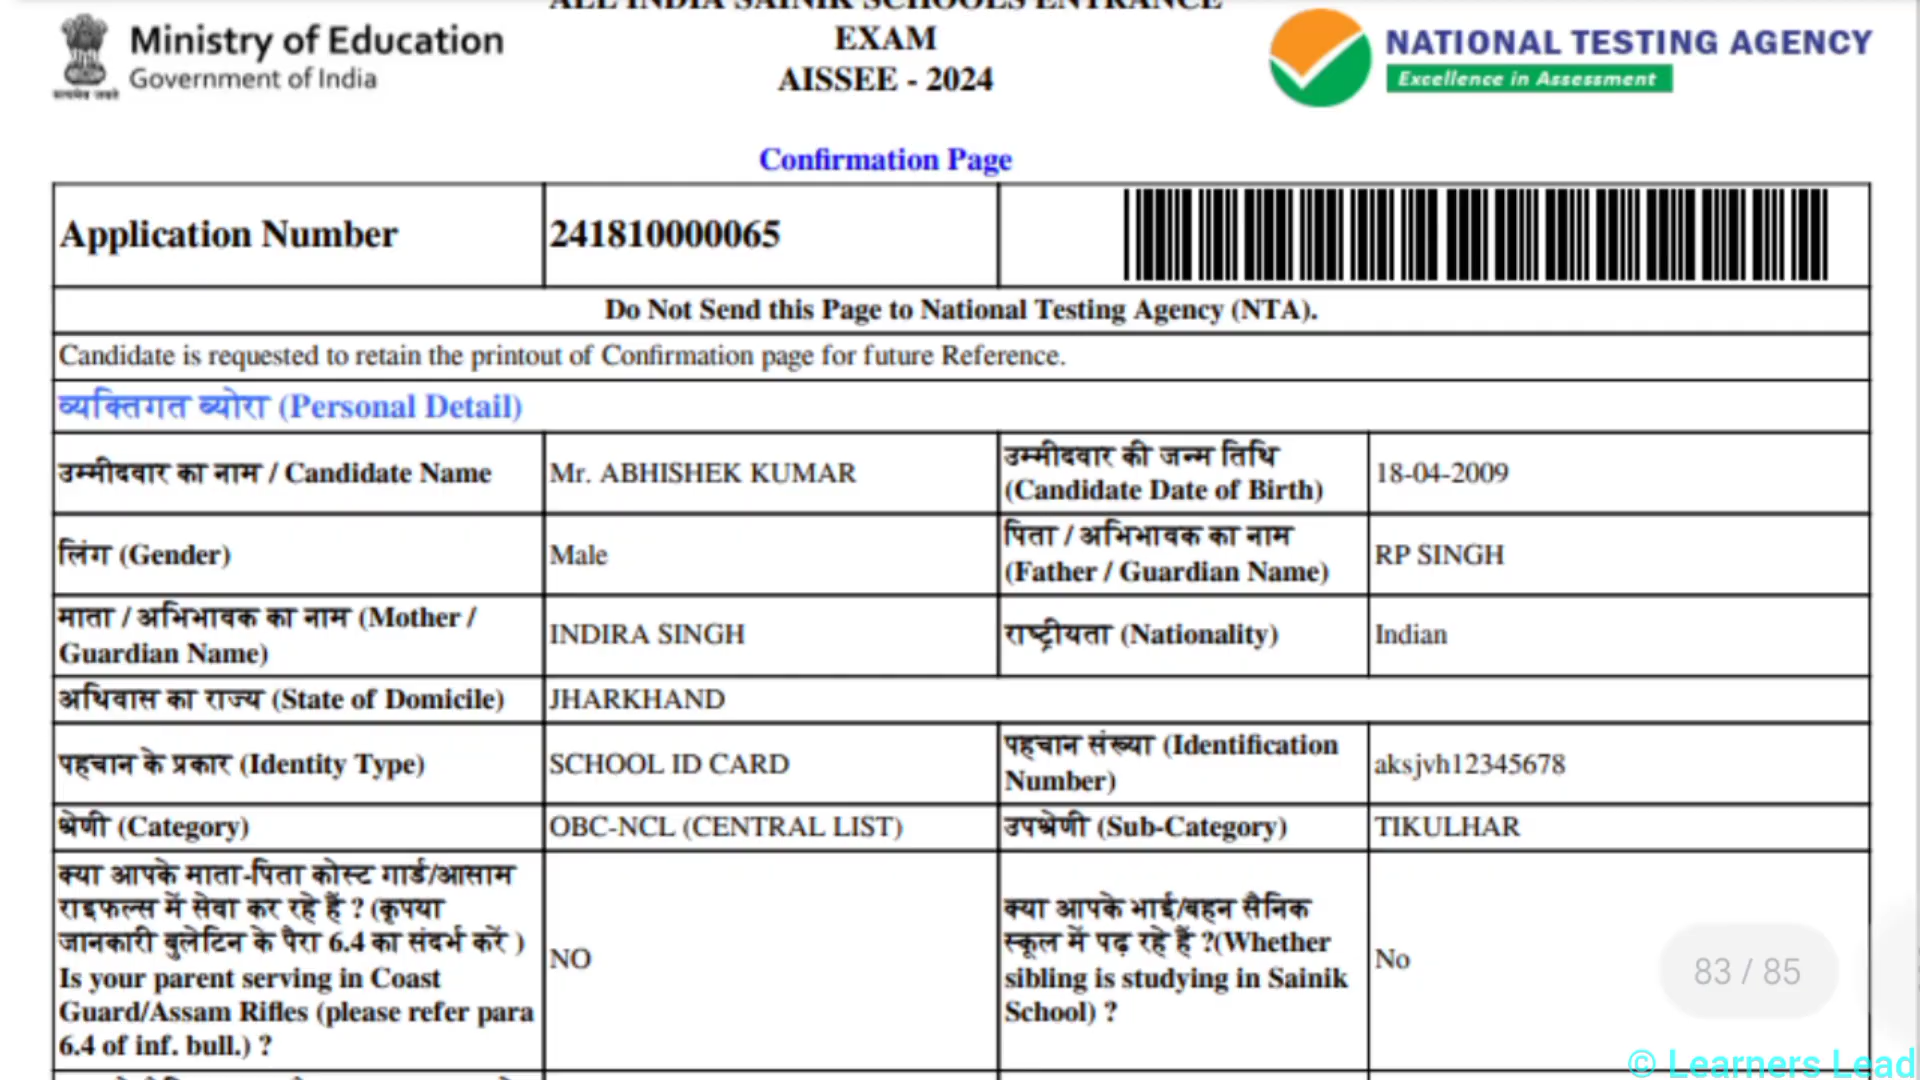 ALL INDIA SAINIK SCHOOLS ENTRANCE
EXAM
AISSEE - 2024
Ministry of Education
Government of India
सत्यमेव जयते
NATIONAL TESTING AGENCY
Excellence in Assessment
Confirmation Page
Application Number 241810000065
Do Not Send this Page to National Testing Agency (NTA).
Candidate is requested to retain the printout of Confirmation page for future Reference.
व्यक्तिगत ब्योरा (Personal Detail)
उम्मीदवार का नाम / Candidate Name
Mr. ABHISHEK KUMAR
उम्मीदवार की जन्म तिथि
(Candidate Date of Birth)
18-04-2009
लिंग (Gender)
Male
पिता / अभिभावक का नाम
(Father / Guardian Name)
RP SINGH
माता / अभिभावक का नाम (Mother /
Guardian Name)
INDIRA SINGH
राष्ट्रीयता (Nationality)
Indian
अधिवास का राज्य (State of Domicile)
JHARKHAND
पहचान के प्रकार (Identity Type)
SCHOOL ID CARD
पहचान संख्या (Identification
Number)
aksjvh12345678
श्रेणी (Category)
OBC-NCL (CENTRAL LIST)
उपश्रेणी (Sub-Category)
TIKULHAR
क्या आपके माता-पिता कोस्ट गार्ड/आसाम
राइफल्स में सेवा कर रहे हैं ? (कृपया
जानकारी बुलेटिन के पैरा 6.4 का संदर्भ करें )
Is your parent serving in Coast
Guard/Assam Rifles (please refer para
6.4 of inf. bull.) ?
NO
क्या आपके भाई/बहन सैनिक
स्कूल में पढ़ रहे हैं ?(Whether
sibling is studying in Sainik
School) ?
No
83 / 85
© Learners Lead